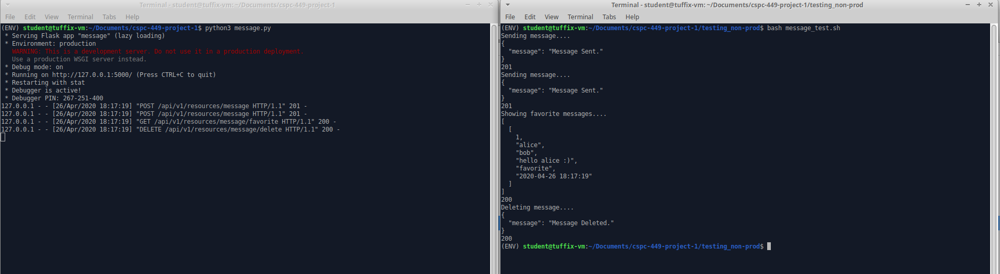 Terminal - student@tuffix-vm: ~/Documents/cspc-449-project-1
File Edit View Terminal Tabs Help
(ENV) student@tuffix-vm:~/Documents/cspc-449-project-1$ python3 message.py
 * Serving Flask app "message" (lazy loading)
 * Environment: production
   WARNING: This is a development server. Do not use it in a production deployment.
   Use a production WSGI server instead.
 * Debug mode: on
 * Running on http://127.0.0.1:5000/ (Press CTRL+C to quit)
 * Restarting with stat
 * Debugger is active!
 * Debugger PIN: 267-251-400
127.0.0.1 - - [26/Apr/2020 18:17:19] "POST /api/v1/resources/message HTTP/1.1" 201 -
127.0.0.1 - - [26/Apr/2020 18:17:19] "POST /api/v1/resources/message HTTP/1.1" 201 -
127.0.0.1 - - [26/Apr/2020 18:17:19] "GET /api/v1/resources/message/favorite HTTP/1.1" 200 -
127.0.0.1 - - [26/Apr/2020 18:17:19] "DELETE /api/v1/resources/message/delete HTTP/1.1" 200 -
Terminal - student@tuffix-vm: ~/Documents/cspc-449-project-1/testing_non-prod
File Edit View Terminal Tabs Help
(ENV) student@tuffix-vm:~/Documents/cspc-449-project-1/testing_non-prod$ bash message_test.sh
Sending message....
{
  "message": "Message Sent."
}
201
Sending message....
{
  "message": "Message Sent."
}
201
Showing favorite messages....
[
  [
    1,
    "alice",
    "bob",
    "hello alice :)",
    "favorite",
    "2020-04-26 18:17:19"
  ]
]
200
Deleting message....
{
  "message": "Message Deleted."
}
200
(ENV) student@tuffix-vm:~/Documents/cspc-449-project-1/testing_non-prod$